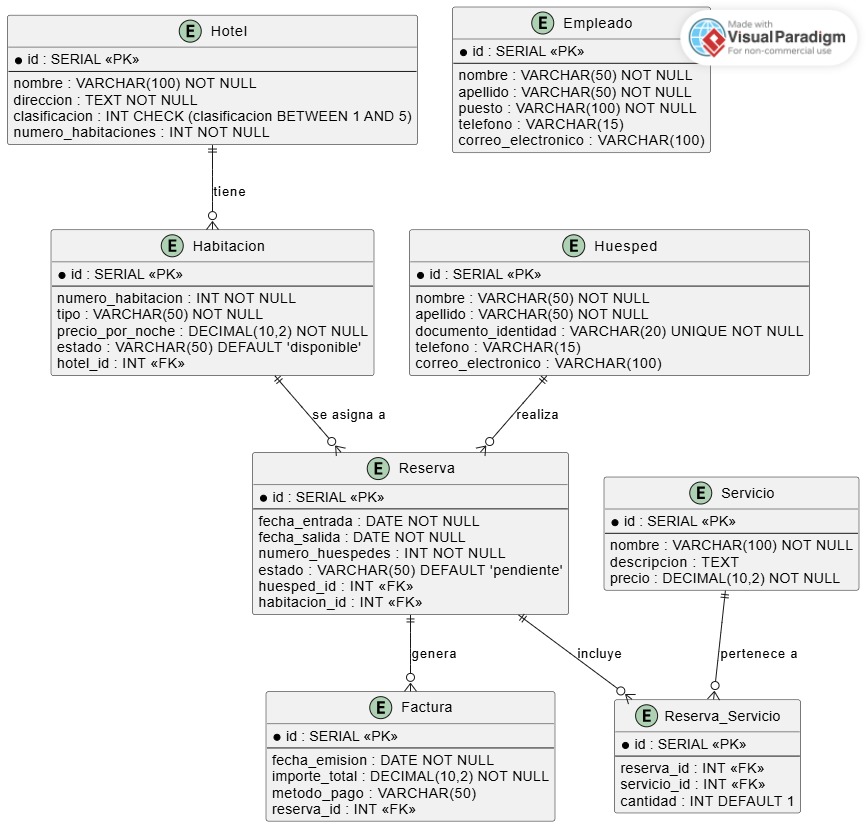 E Hotel
id : SERIAL «PK»
nombre : VARCHAR(100) NOT NULL
direccion : TEXT NOT NULL
clasificacion : INT CHECK (clasificacion BETWEEN 1 AND 5)
numero_habitaciones : INT NOT NULL
E Empleado
id : SERIAL «PK»
nombre : VARCHAR(50) NOT NULL
apellido : VARCHAR(50) NOT NULL
puesto : VARCHAR(100) NOT NULL
telefono : VARCHAR(15)
correo_electronico : VARCHAR(100)
Made with
Visual Paradigm
For non-commercial use
tiene
E Habitacion
id : SERIAL «PK»
numero_habitacion : INT NOT NULL
tipo : VARCHAR(50) NOT NULL
precio_por_noche : DECIMAL(10,2) NOT NULL
estado : VARCHAR(50) DEFAULT 'disponible'
hotel_id : INT «FK»
E Huesped
id : SERIAL «PK»
nombre : VARCHAR(50) NOT NULL
apellido : VARCHAR(50) NOT NULL
documento_identidad : VARCHAR(20) UNIQUE NOT NULL
telefono : VARCHAR(15)
correo_electronico : VARCHAR(100)
se asigna a
realiza
E Reserva
id : SERIAL «PK»
fecha_entrada : DATE NOT NULL
fecha_salida : DATE NOT NULL
numero_huespedes : INT NOT NULL
estado : VARCHAR(50) DEFAULT 'pendiente'
huesped_id : INT «FK»
habitacion_id : INT «FK»
E Servicio
id : SERIAL «PK»
nombre : VARCHAR(100) NOT NULL
descripcion : TEXT
precio : DECIMAL(10,2) NOT NULL
genera
incluye
pertenece a
E Factura
id : SERIAL «PK»
fecha_emision : DATE NOT NULL
importe_total : DECIMAL(10,2) NOT NULL
metodo_pago : VARCHAR(50)
reserva_id : INT «FK»
E Reserva_Servicio
id : SERIAL «PK»
reserva_id : INT «FK»
servicio_id : INT «FK»
cantidad : INT DEFAULT 1